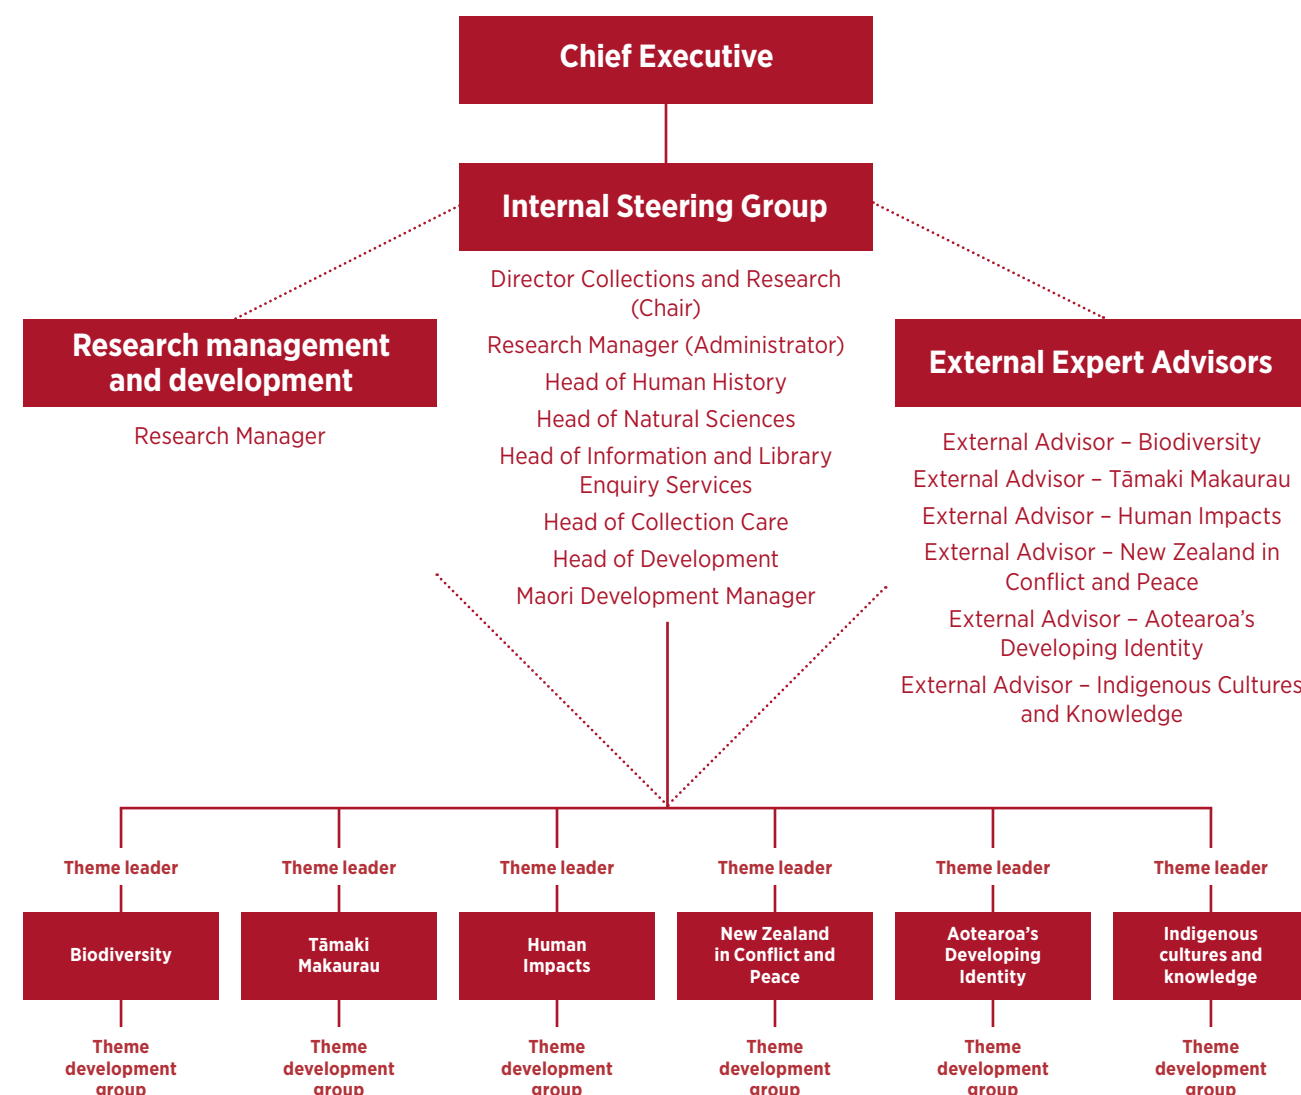 Chief Executive
Internal Steering Group
Director Collections and Research
(Chair)
Research Manager (Administrator)
Head of Human History
Head of Natural Sciences
Head of Information and Library
Enquiry Services
Head of Collection Care
Head of Development
Maori Development Manager
Research management
and development
Research Manager
External Expert Advisors
External Advisor – Biodiversity
External Advisor – Tāmaki Makaurau
External Advisor – Human Impacts
External Advisor – New Zealand in
Conflict and Peace
External Advisor – Aotearoa’s
Developing Identity
External Advisor – Indigenous Cultures
and Knowledge
Theme leader
Biodiversity
Theme
development
group
Theme leader
Tāmaki
Makaurau
Theme
development
group
Theme leader
Human
Impacts
Theme
development
group
Theme leader
New Zealand
in Conflict and
Peace
Theme
development
group
Theme leader
Aotearoa’s
Developing
Identity
Theme
development
group
Theme leader
Indigenous
cultures and
knowledge
Theme
development
group